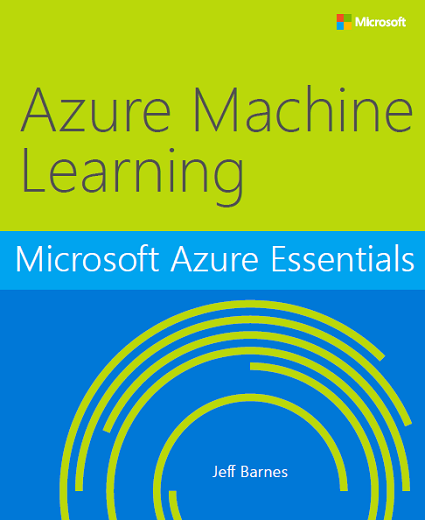 Microsoft
Azure Machine
Learning
Microsoft Azure Essentials
Jeff Barnes